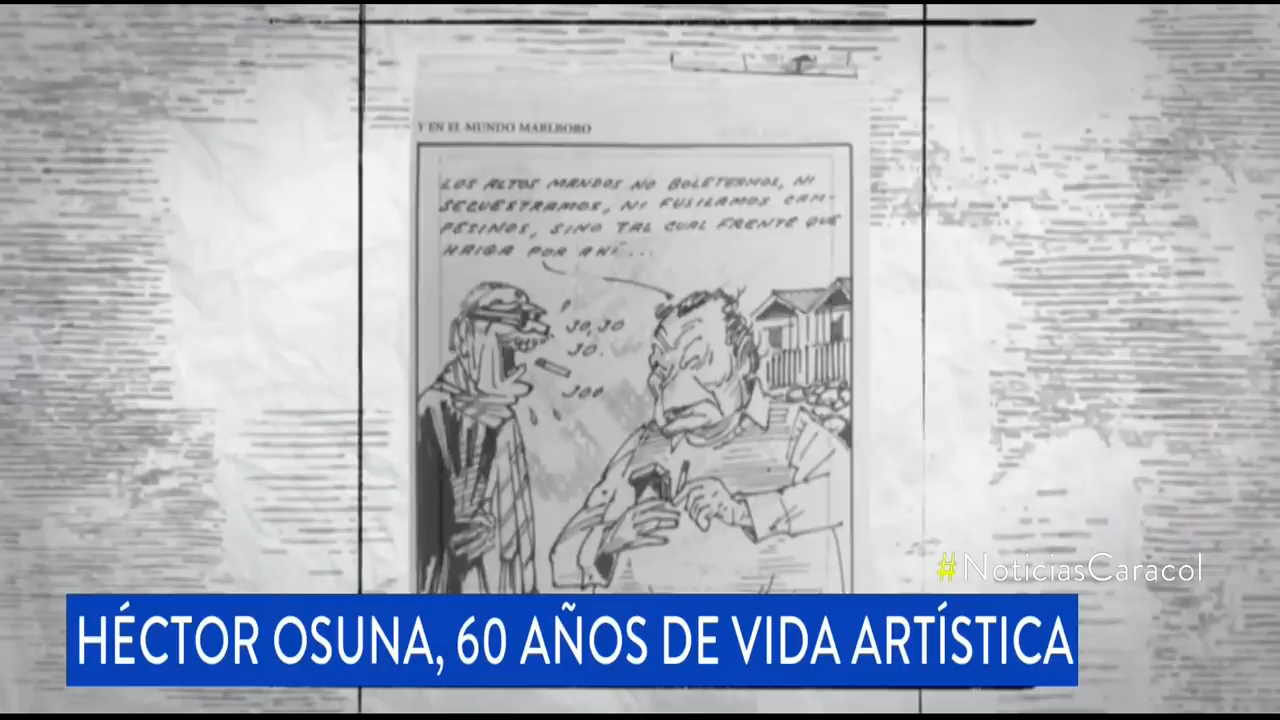 Y EN EL MUNDO MARLBORO
LOS ALTOS MANDOS NO BOLETEAMOS, NI
SECUESTRAMOS, NI FUSILAMOS CAM-
PESINOS, SINO TAL CUAL FRENTE QUE
HAIGA POR AHÍ...
JO, JO
JO.
JOO
#NoticiasCaracol
HÉCTOR OSUNA, 60 AÑOS DE VIDA ARTÍSTICA